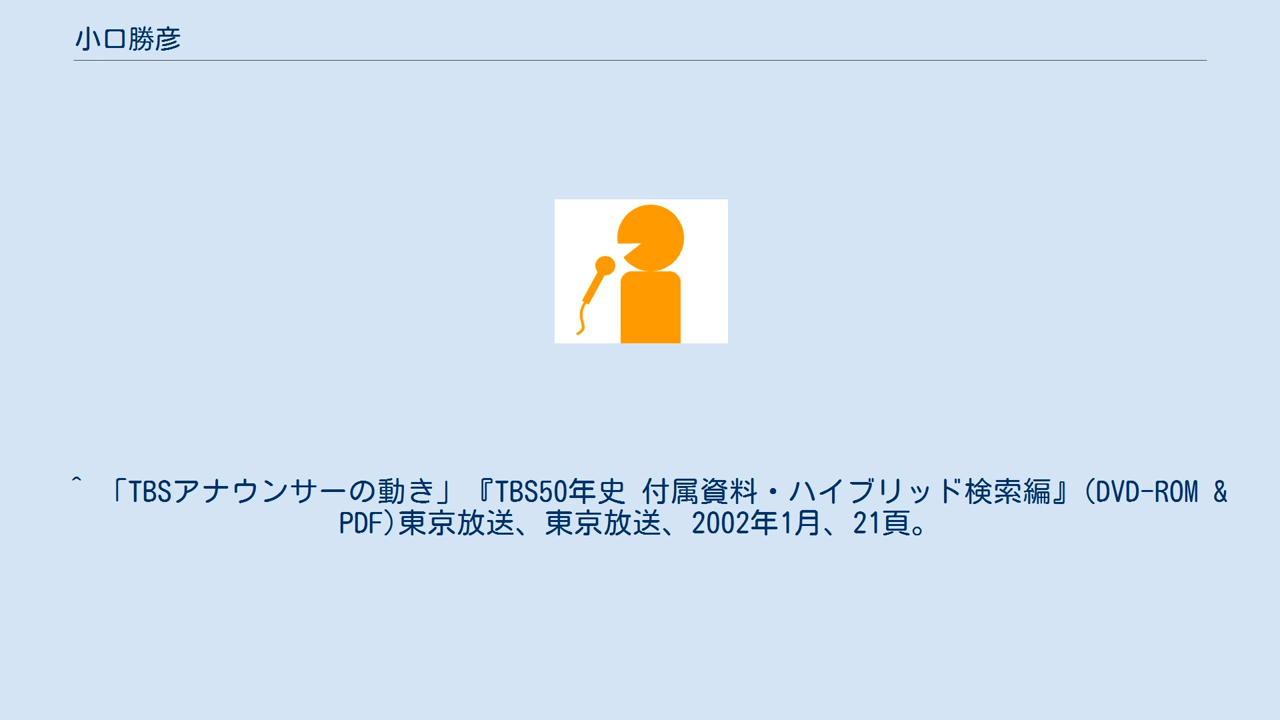 小口勝彦
^ 「TBSアナウンサーの動き」『TBS50年史 付属資料・ハイブリッド検索編』(DVD-ROM &
PDF)東京放送、東京放送、2002年1月、21頁。